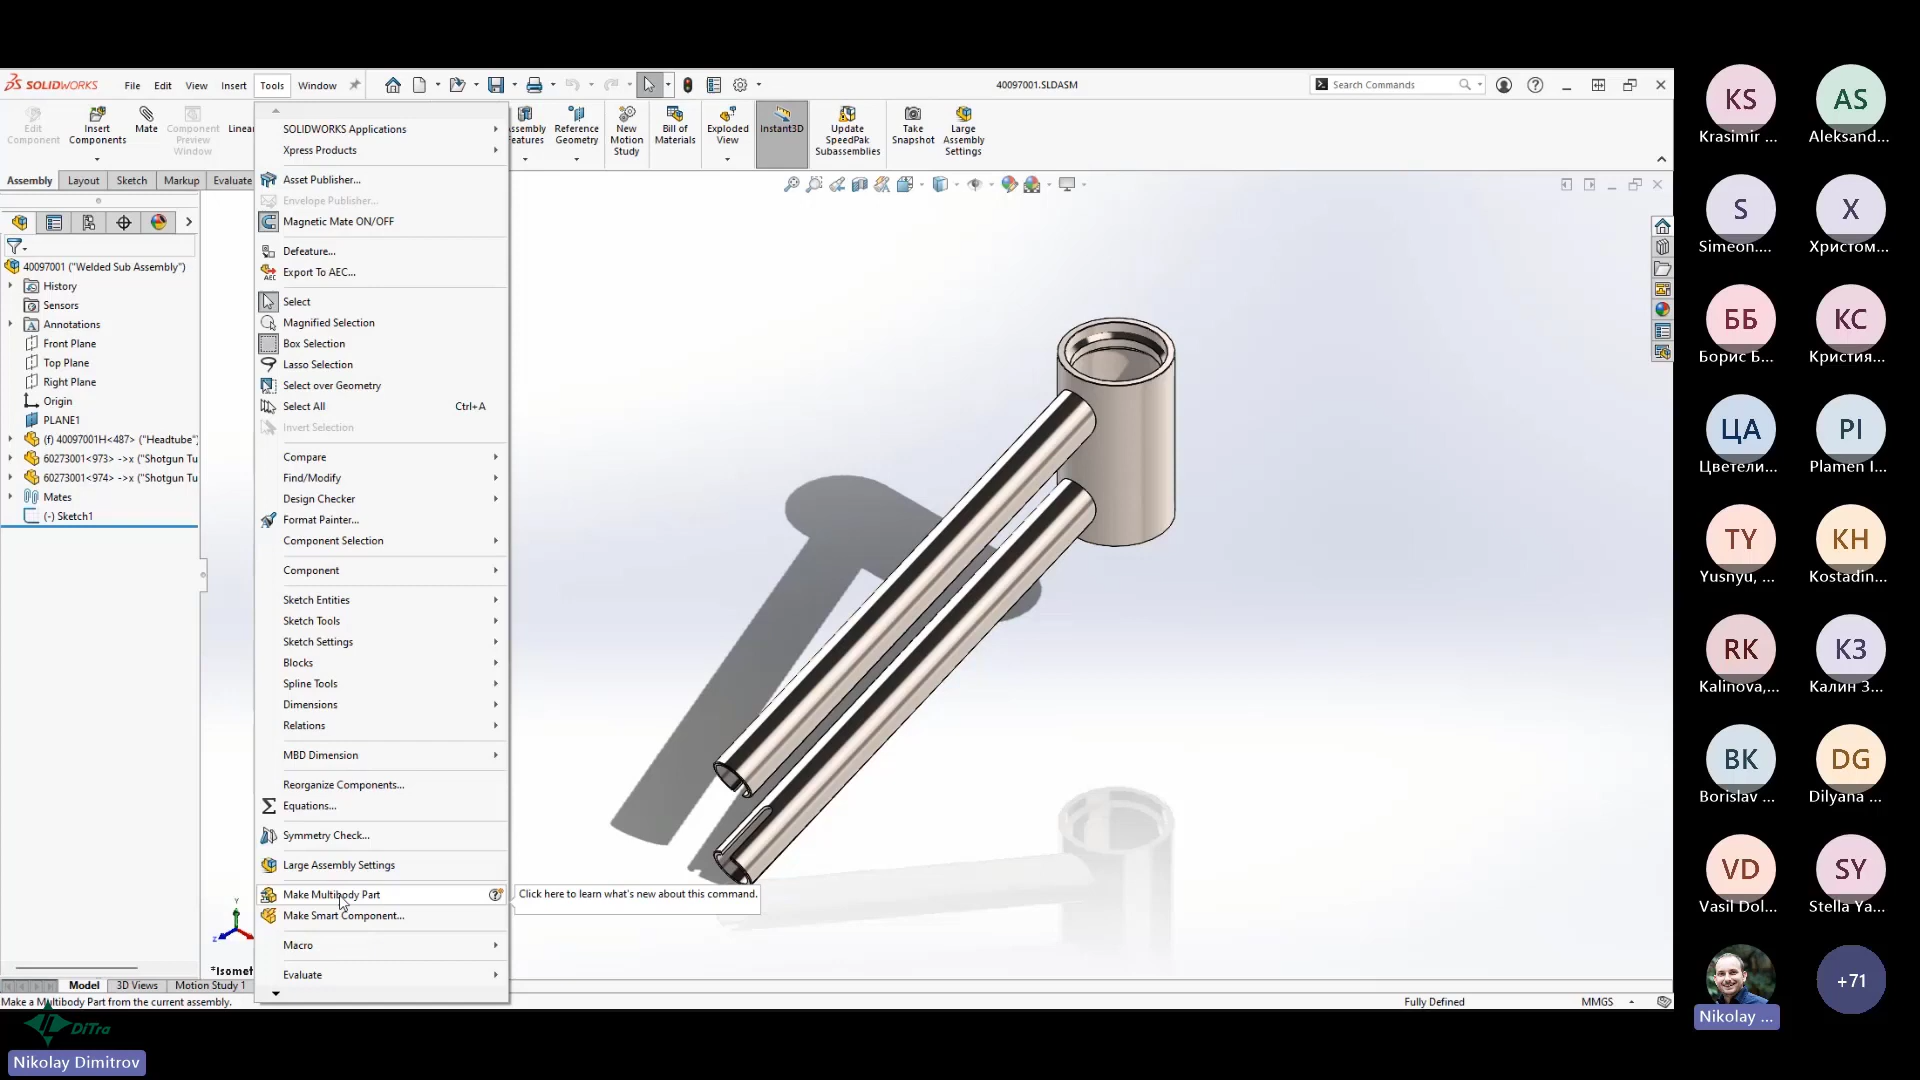 SOLIDWORKS
File Edit View Insert Tools Window
40097001.SLDASM
Search Commands
Edit Component
Insert Components
Mate
Component Preview Window
Linear
Assembly Features
Reference Geometry
New Motion Study
Bill of Materials
Exploded View
Instant3D
Update SpeedPak Subassemblies
Take Snapshot
Large Assembly Settings
Assembly Layout Sketch Markup Evaluate
40097001 ("Welded Sub Assembly")
History
Sensors
Annotations
Front Plane
Top Plane
Right Plane
Origin
PLANE1
(f) 40097001H<487> ("Headtube")
60273001<973> ->x ("Shotgun Tu
60273001<974> ->x ("Shotgun Tu
Mates
(-) Sketch1
SOLIDWORKS Applications
Xpress Products
Asset Publisher...
Envelope Publisher...
Magnetic Mate ON/OFF
Defeature...
Export To AEC...
Select
Magnified Selection
Box Selection
Lasso Selection
Select over Geometry
Select All Ctrl+A
Invert Selection
Compare
Find/Modify
Design Checker
Format Painter...
Component Selection
Component
Sketch Entities
Sketch Tools
Sketch Settings
Blocks
Spline Tools
Dimensions
Relations
MBD Dimension
Reorganize Components...
Equations...
Symmetry Check...
Large Assembly Settings
Make Multibody Part
Click here to learn what's new about this command.
Make Smart Component...
Macro
Evaluate
*Isomet
Model 3D Views Motion Study 1
Make a Multibody Part from the current assembly.
Fully Defined
MMGS
DiTra
Nikolay Dimitrov
KS
Krasimir ...
AS
Aleksand...
S
Simeon....
X
Христом...
ББ
Борис Б...
КС
Кристия...
ЦА
Цветели...
PI
Plamen I...
TY
Yusnyu, ...
KH
Kostadin...
RK
Kalinova,...
КЗ
Калин З...
BK
Borislav ...
DG
Dilyana ...
VD
Vasil Dol...
SY
Stella Ya...
Nikolay ...
+71